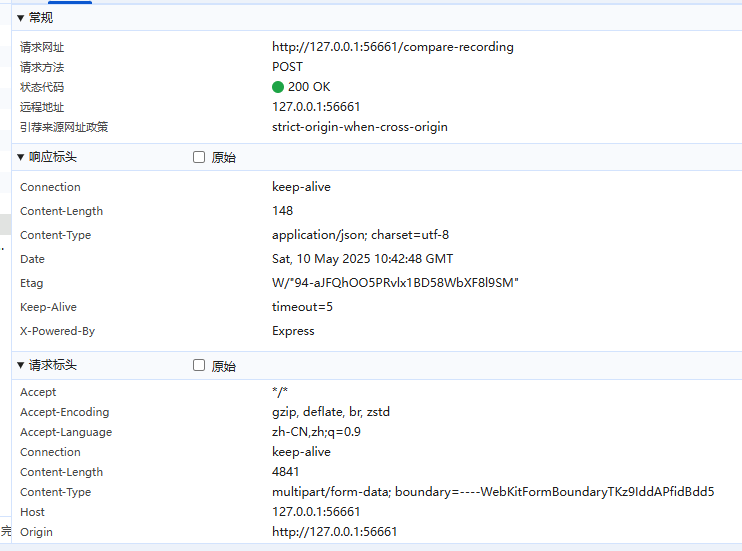 ▼ 常规
请求网址 http://127.0.0.1:56661/compare-recording
请求方法 POST
状态代码 200 OK
远程地址 127.0.0.1:56661
引荐来源网址政策 strict-origin-when-cross-origin
▼ 响应标头 原始
Connection keep-alive
Content-Length 148
Content-Type application/json; charset=utf-8
Date Sat, 10 May 2025 10:42:48 GMT
Etag W/"94-aJFQhOO5PRvlx1BD58WbXF8l9SM"
Keep-Alive timeout=5
X-Powered-By Express
▼ 请求标头 原始
Accept */*
Accept-Encoding gzip, deflate, br, zstd
Accept-Language zh-CN,zh;q=0.9
Connection keep-alive
Content-Length 4841
Content-Type multipart/form-data; boundary=----WebKitFormBoundaryTKz9IddAPfidBdd5
Host 127.0.0.1:56661
完
Origin http://127.0.0.1:56661